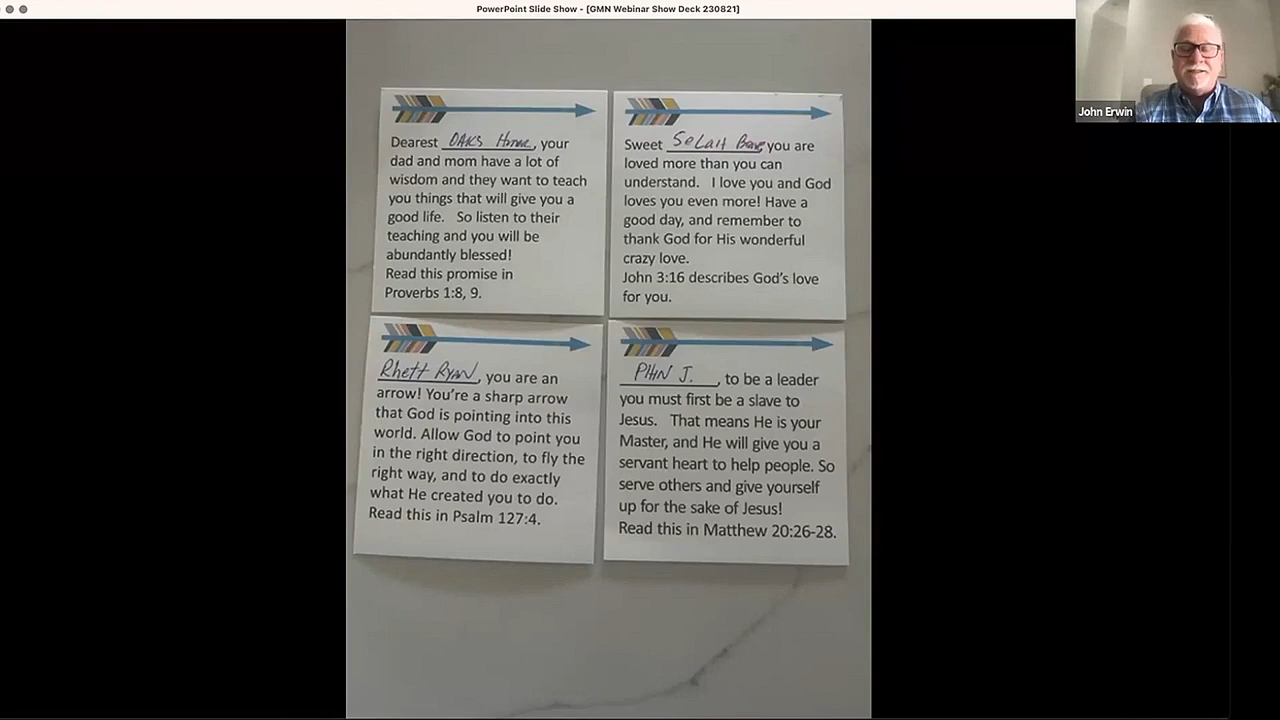 PowerPoint Slide Show - [GMN Webinar Show Deck 230821]
John Erwin
Dearest OAKS Home, your
dad and mom have a lot of
wisdom and they want to teach
you things that will give you a
good life. So listen to their
teaching and you will be
abundantly blessed!
Read this promise in
Proverbs 1:8, 9.
Sweet SeLaH you are
loved more than you can
understand. I love you and God
loves you even more! Have a
good day, and remember to
thank God for His wonderful
crazy love.
John 3:16 describes God's love
for you.
Rhett RYAN, you are an
arrow! You're a sharp arrow
that God is pointing into this
world. Allow God to point you
in the right direction, to fly the
right way, and to do exactly
what He created you to do.
Read this in Psalm 127:4.
J., to be a leader
you must first be a slave to
Jesus. That means He is your
Master, and He will give you a
servant heart to help people. So
serve others and give yourself
up for the sake of Jesus!
Read this in Matthew 20:26-28.